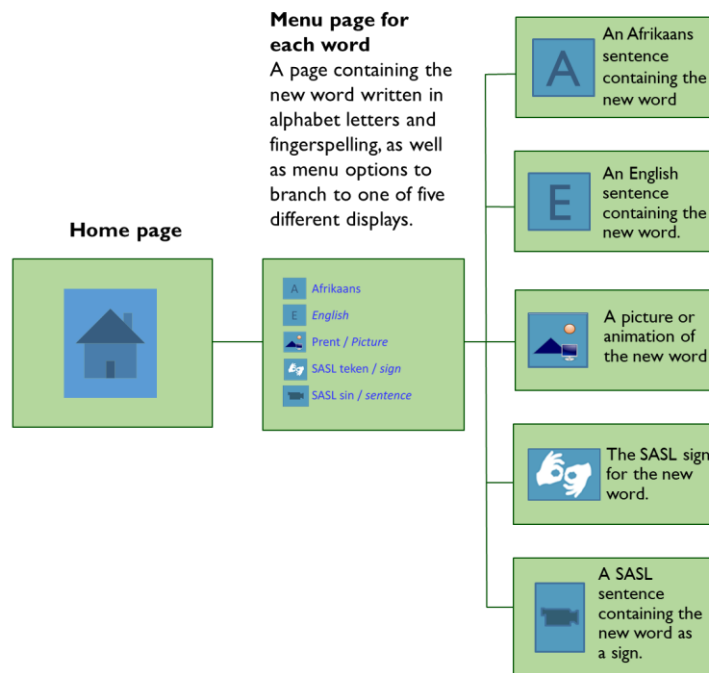 Menu page for
each word
A page containing the
new word written in
alphabet letters and
fingerspelling, as well
as menu options to
branch to one of five
different displays.
Home page
A Afrikaans
E English
Prent / Picture
SASL teken / sign
SASL sin / sentence
A
An Afrikaans
sentence
containing the
new word
E
An English
sentence
containing the
new word.
A picture or
animation of
the new word
The SASL sign
for the new
word.
A SASL
sentence
containing the
new word as
a sign.